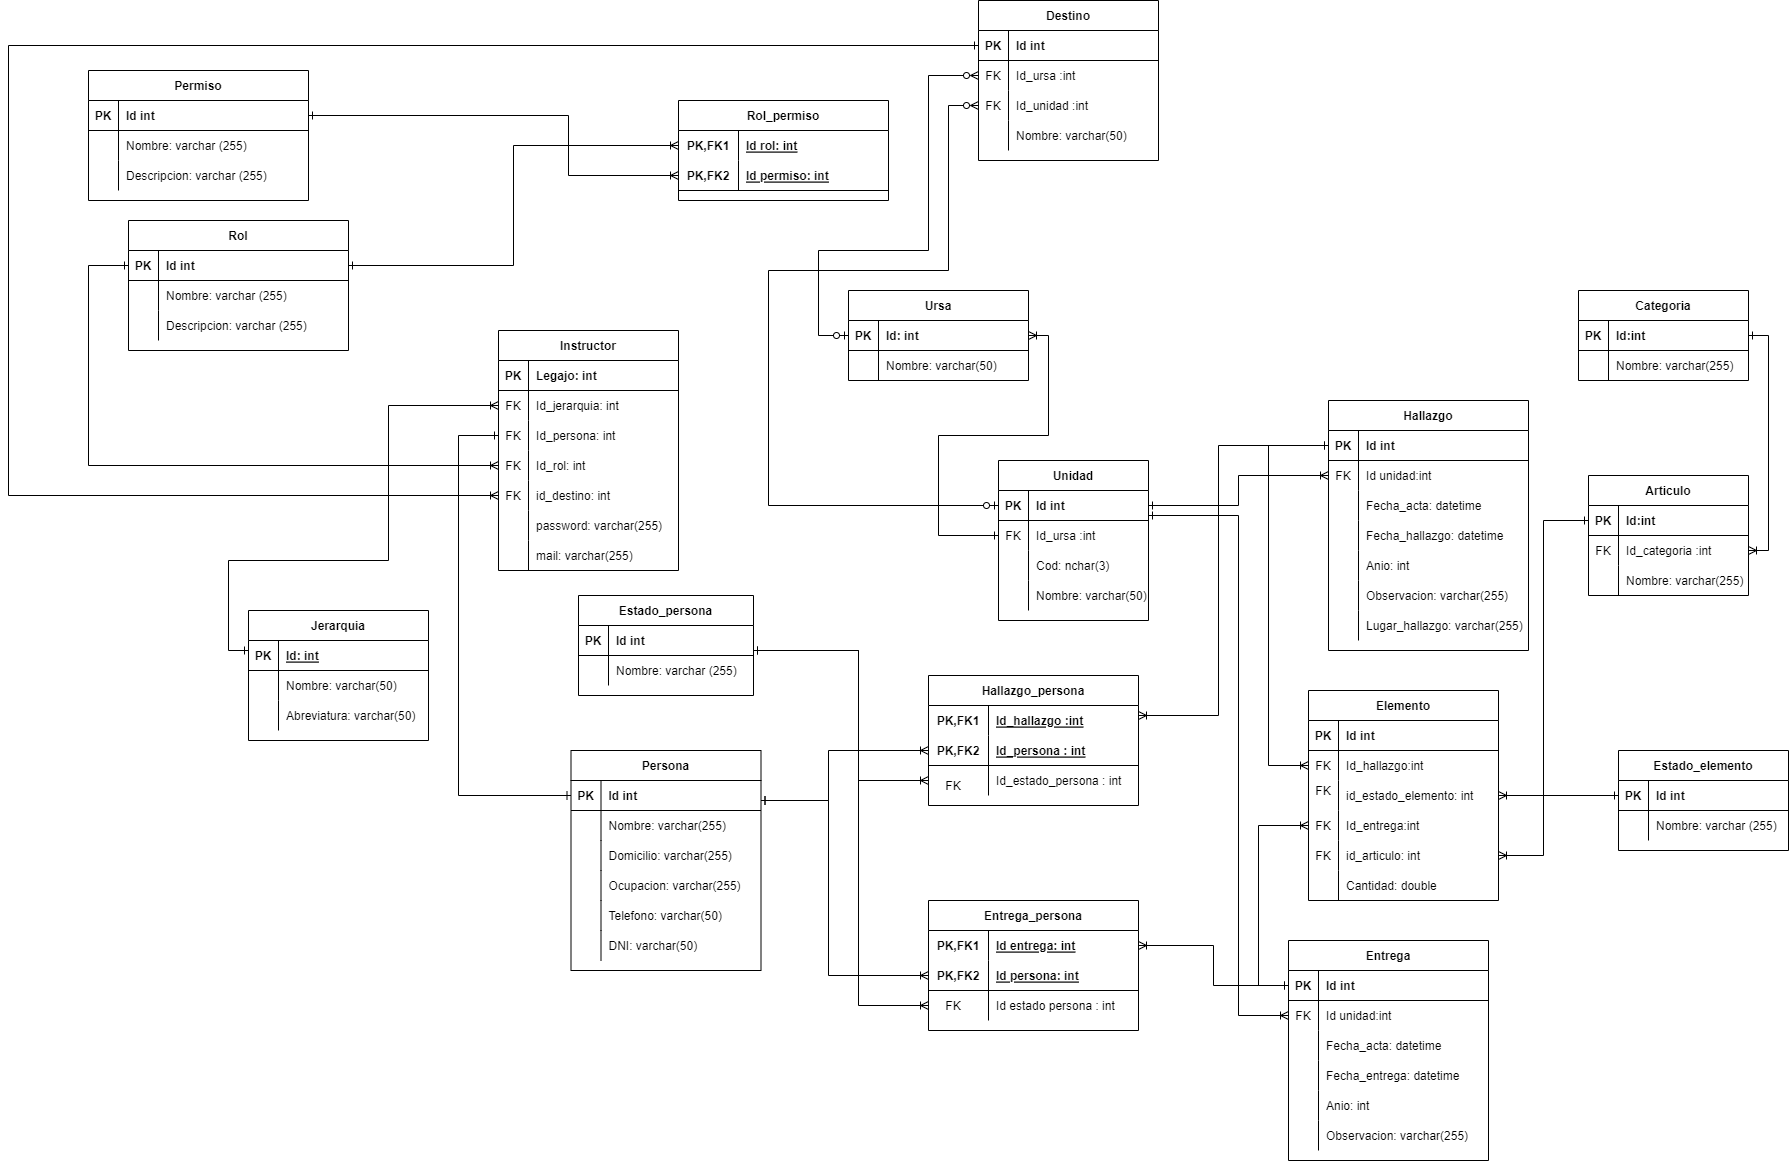 Destino
PK Id int
FK Id_ursa :int
FK Id_unidad :int
Nombre: varchar(50)
Permiso
PK Id int
Nombre: varchar (255)
Descripcion: varchar (255)
Rol_permiso
PK,FK1 Id rol: int
PK,FK2 Id permiso: int
Rol
PK Id int
Nombre: varchar (255)
Descripcion: varchar (255)
Instructor
PK Legajo: int
FK Id_jerarquia: int
FK Id_persona: int
FK Id_rol: int
FK id_destino: int
password: varchar(255)
mail: varchar(255)
Ursa
PK Id: int
Nombre: varchar(50)
Categoria
PK Id:int
Nombre: varchar(255)
Hallazgo
PK Id int
FK Id unidad:int
Fecha_acta: datetime
Fecha_hallazgo: datetime
Anio: int
Observacion: varchar(255)
Lugar_hallazgo: varchar(255)
Unidad
PK Id int
FK Id_ursa :int
Cod: nchar(3)
Nombre: varchar(50)
Articulo
PK Id:int
FK Id_categoria :int
Nombre: varchar(255)
Jerarquia
PK Id: int
Nombre: varchar(50)
Abreviatura: varchar(50)
Estado_persona
PK Id int
Nombre: varchar (255)
Hallazgo_persona
PK,FK1 Id_hallazgo :int
PK,FK2 Id_persona : int
FK Id_estado_persona : int
Elemento
PK Id int
FK Id_hallazgo:int
FK id_estado_elemento: int
FK Id_entrega:int
FK id_articulo: int
Cantidad: double
Estado_elemento
PK Id int
Nombre: varchar (255)
Persona
PK Id int
Nombre: varchar(255)
Domicilio: varchar(255)
Ocupacion: varchar(255)
Telefono: varchar(50)
DNI: varchar(50)
Entrega_persona
PK,FK1 Id entrega: int
PK,FK2 Id persona: int
FK Id estado persona : int
Entrega
PK Id int
FK Id unidad:int
Fecha_acta: datetime
Fecha_entrega: datetime
Anio: int
Observacion: varchar(255)